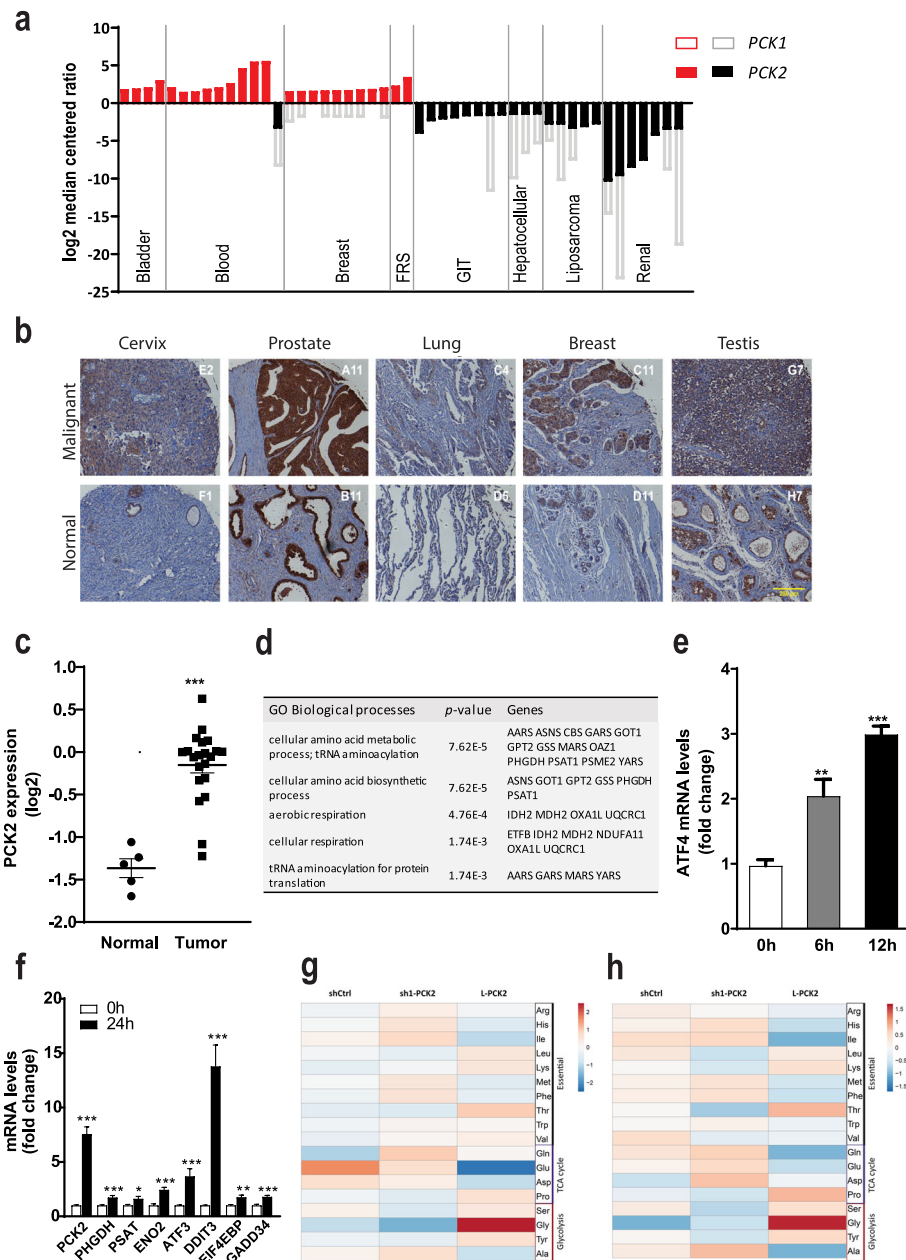 a
log2 median centered ratio
10
5
0
-5
-10
-15
-20
-25
Bladder
Blood
Breast
FRS
GIT
Hepatocellular
Liposarcoma
Renal
PCK1
PCK2
b
Cervix Prostate Lung Breast Testis
Malignant
E2 A11 C4 C11 G7
Normal
F1 B11 D5 D11 H7
c
PCK2 expression
(log2)
1.0
0.5
0.0
-0.5
-1.0
-1.5
-2.0
***
Normal Tumor
d
GO Biological processes p-value Genes
cellular amino acid metabolic process; tRNA aminoacylation 7.62E-5 AARS ASNS CBS GARS GOT1 GPT2 GSS MARS OAZ1 PHGDH PSAT1 PSME2 YARS
cellular amino acid biosynthetic process 7.62E-5 ASNS GOT1 GPT2 GSS PHGDH PSAT1
aerobic respiration 4.76E-4 IDH2 MDH2 OXA1L UQCRC1
cellular respiration 1.74E-3 ETFB IDH2 MDH2 NDUFA11 OXA1L UQCRC1
tRNA aminoacylation for protein translation 1.74E-3 AARS GARS MARS YARS
e
ATF4 mRNA levels
(fold change)
4
3
2
1
0
**
***
0h 6h 12h
f
mRNA levels
(fold change)
20
15
10
5
0
0h
24h
*** *** * *** *** *** ** ***
PCK2 PHGDH PSAT ENO2 ATF3 DDIT3 EIF4EBP GADD34
g
shCtrl sh1-PCK2 L-PCK2
Arg
His
Ile
Leu
Lys
Met
Phe
Thr
Trp
Val
Gln
Glu
Asp
Pro
Ser
Gly
Tyr
Ala
Essential
TCA cycle
Glycolysis
2
1
0
-1
-2
h
shCtrl sh1-PCK2 L-PCK2
Arg
His
Ile
Leu
Lys
Met
Phe
Thr
Trp
Val
Gln
Glu
Asp
Pro
Ser
Gly
Tyr
Ala
Essential
TCA cycle
Glycolysis
1.5
1
0.5
0
-0.5
-1
-1.5